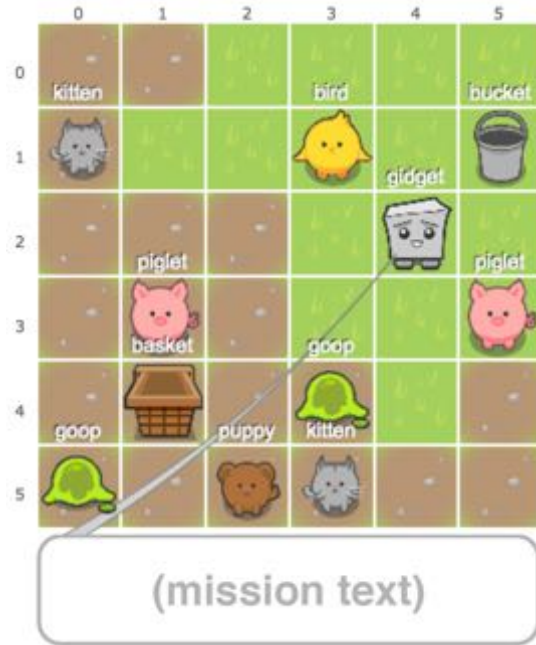 0 1 2 3 4 5
0
kitten bird bucket
1
gidget
2
piglet piglet
3
basket goop
4
goop puppy kitten
5
(mission text)